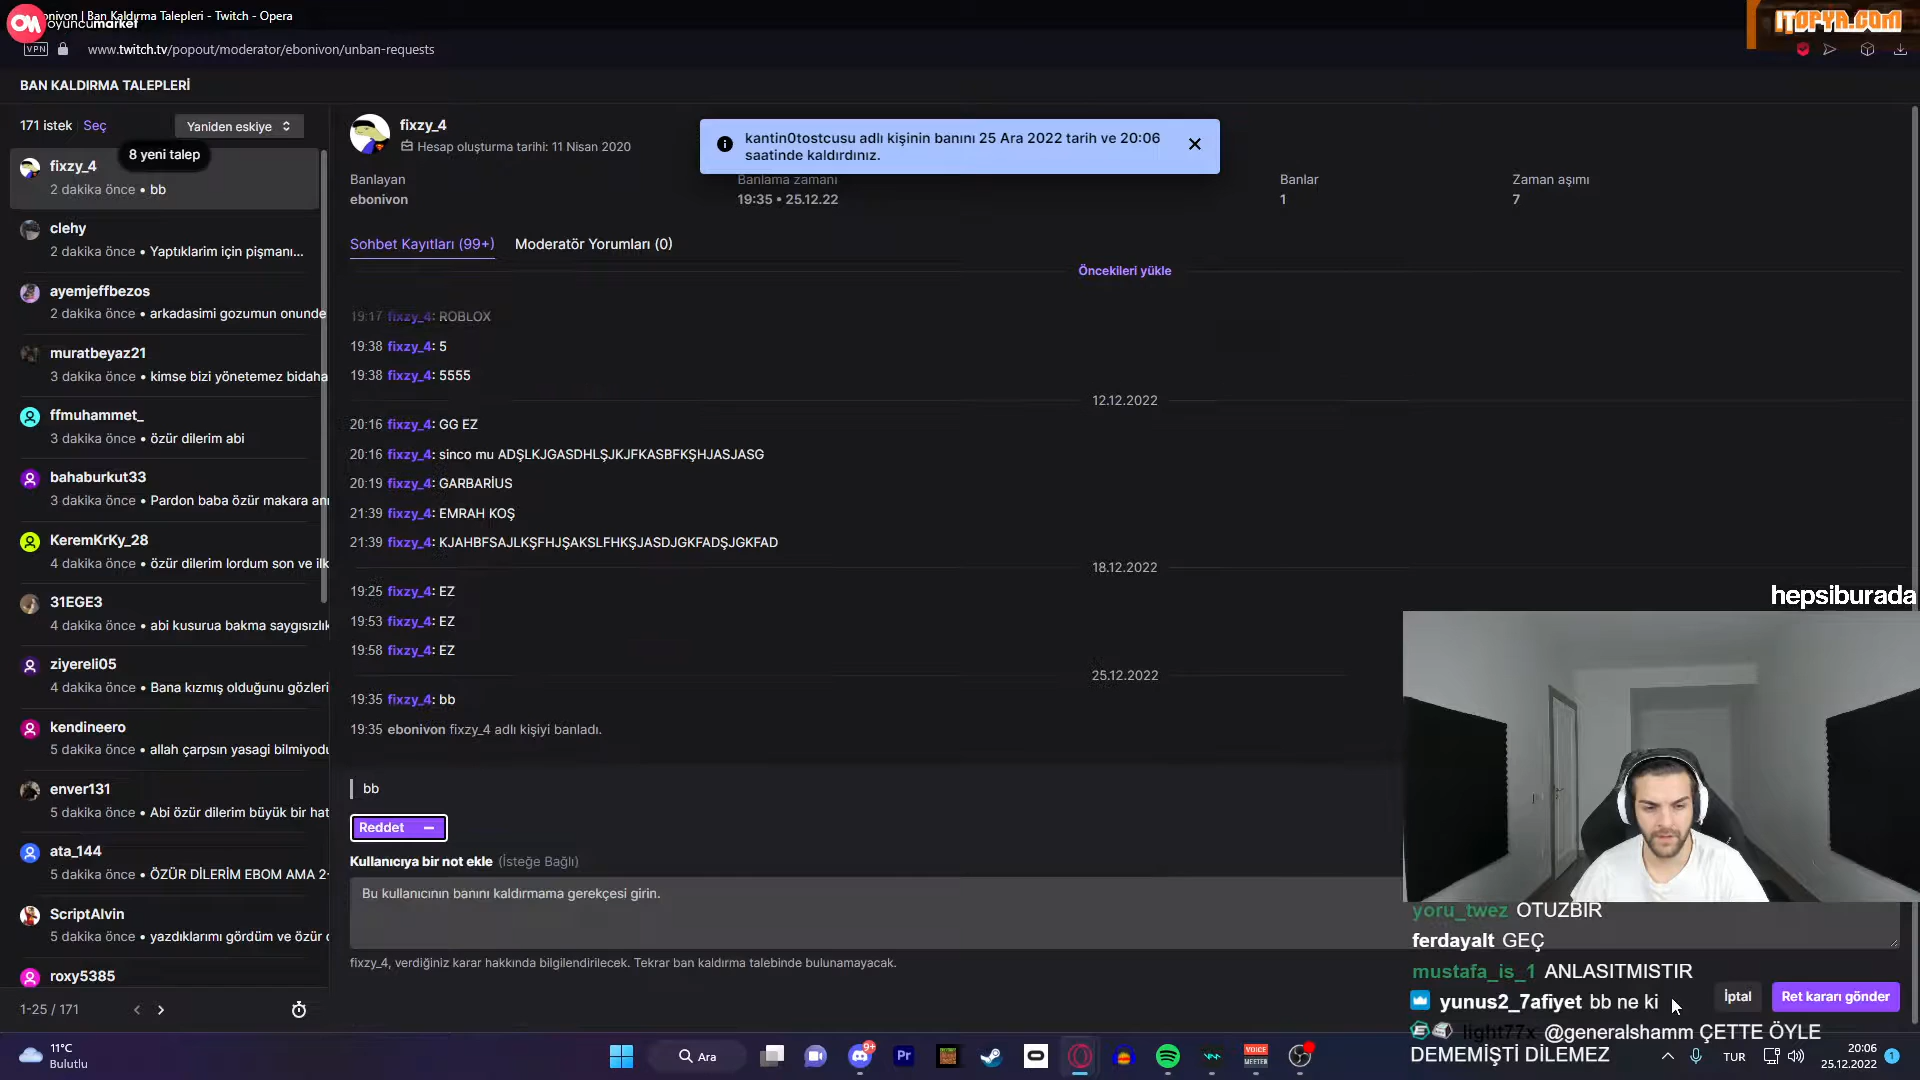 ebonivon | Ban Kaldırma Talepleri - Twitch - Opera
OM oyuncumarket
ITOPYA.COM
VPN www.twitch.tv/popout/moderator/ebonivon/unban-requests
BAN KALDIRMA TALEPLERİ
171 istek Seç Yaniden eskiye
8 yeni talep
fixzy_4
2 dakika önce • bb
clehy
2 dakika önce • Yaptıklarim için pişmanı...
ayemjeffbezos
2 dakika önce • arkadasimi gozumun onunde
muratbeyaz21
3 dakika önce • kimse bizi yönetemez bidaha
ffmuhammet_
3 dakika önce • özür dilerim abi
bahaburkut33
3 dakika önce • Pardon baba özür makara
KeremKrKy_28
4 dakika önce • özür dilerim lordum son ve ilk
31EGE3
4 dakika önce • abi kusurua bakma saygısızlık
ziyereli05
4 dakika önce • Bana kızmış olduğunu gözleri
kendineero
5 dakika önce • allah çarpsın yasagi bilmiyodu
enver131
5 dakika önce • Abi özür dilerim büyük bir hat
ata_144
5 dakika önce • ÖZÜR DİLERİM EBOM AMA 2-
ScriptAlvin
5 dakika önce • yazdıklarımı gördüm ve özür
roxy5385
1-25 / 171
fixzy_4
Hesap oluşturma tarihi: 11 Nisan 2020
kantin0tostcusu adlı kişinin banını 25 Ara 2022 tarih ve 20:06
saatinde kaldırdınız.
Banlayan
ebonivon
Banlama zamanı
19:35 • 25.12.22
Banlar
1
Zaman aşımı
7
Sohbet Kayıtları (99+) Moderatör Yorumları (0)
Öncekileri yükle
19:17 fixzy_4: ROBLOX
19:38 fixzy_4: 5
19:38 fixzy_4: 5555
12.12.2022
20:16 fixzy_4: GG EZ
20:16 fixzy_4: sinco mu ADŞLKJGASDHLŞJKJFKASBFKŞHJASJASG
20:19 fixzy_4: GARBARİUS
21:39 fixzy_4: EMRAH KOŞ
21:39 fixzy_4: KJAHBFSAJLKŞFHJŞAKSLFHKŞJASDJGKFADŞJGKFAD
18.12.2022
19:25 fixzy_4: EZ
19:53 fixzy_4: EZ
19:58 fixzy_4: EZ
25.12.2022
19:35 fixzy_4: bb
19:35 ebonivon fixzy_4 adlı kişiyi banladı.
bb
Reddet
Kullanıcıya bir not ekle (İsteğe Bağlı)
Bu kullanıcının banını kaldırmama gerekçesi girin.
fixzy_4, verdiğiniz karar hakkında bilgilendirilecek. Tekrar ban kaldırma talebinde bulunamayacak.
İptal Ret kararı gönder
hepsiburada
yoru_twez OTUZBİR
ferdayalt GEÇ
mustafa_is_1 ANLASITMISTIR
yunus2_7afiyet bb ne ki
light77x @generalshamm ÇETTE ÖYLE
DEMEMİŞTİ DİLEMEZ
11°C
Bulutlu
Ara
9+
Pr
VOICE
MEETER
TUR
20:06
25.12.2022
1